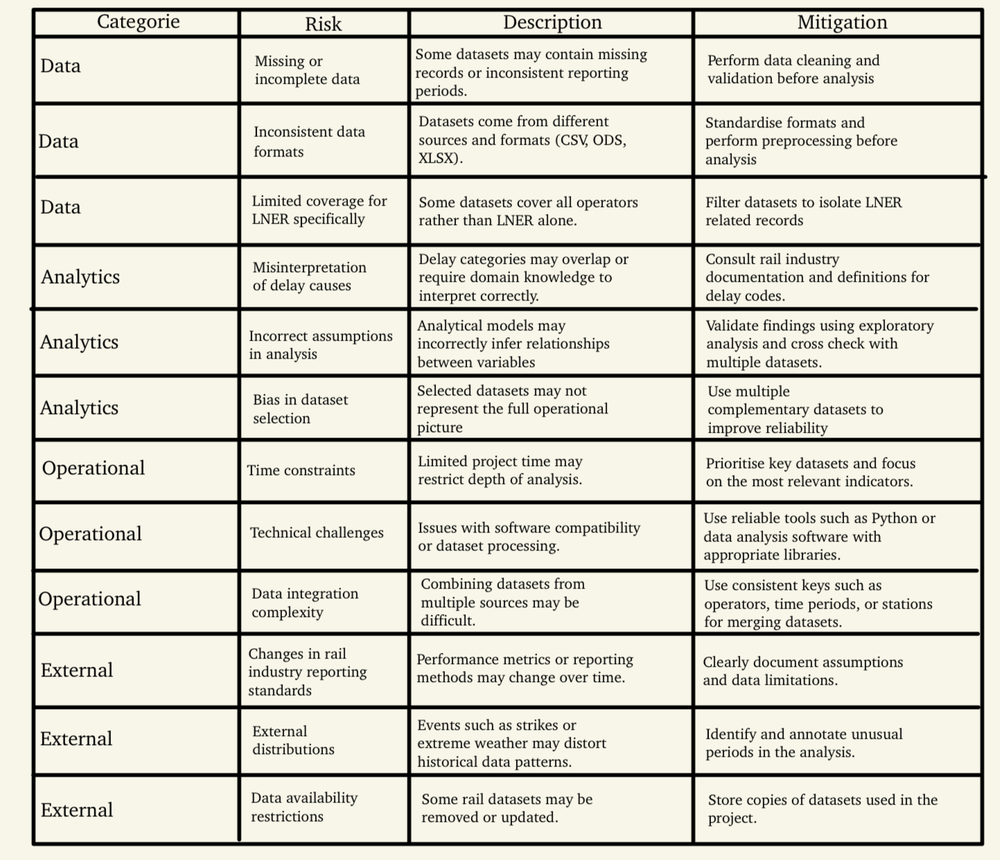 Categorie
Risk
Description
Mitigation
Data
Missing or
incomplete data
Some datasets may contain missing
records or inconsistent reporting
periods.
Perform data cleaning and
validation before analysis
Data
Inconsistent data
formats
Datasets come from different
sources and formats (CSV, ODS,
XLSX).
Standardise formats and
perform preprocessing before
analysis
Data
Limited coverage for
LNER specifically
Some datasets cover all operators
rather than LNER alone.
Filter datasets to isolate LNER
related records
Analytics
Misinterpretation
of delay causes
Delay categories may overlap or
require domain knowledge to
interpret correctly.
Consult rail industry
documentation and definitions for
delay codes.
Analytics
Incorrect assumptions
in analysis
Analytical models may
incorrectly infer relationships
between variables
Validate findings using exploratory
analysis and cross check with
multiple datasets.
Analytics
Bias in dataset
selection
Selected datasets may not
represent the full operational
picture
Use multiple
complementary datasets to
improve reliability
Operational
Time constraints
Limited project time may
restrict depth of analysis.
Prioritise key datasets and focus
on the most relevant indicators.
Operational
Technical challenges
Issues with software compatibility
or dataset processing.
Use reliable tools such as Python or
data analysis software with
appropriate libraries.
Operational
Data integration
complexity
Combining datasets from
multiple sources may be
difficult.
Use consistent keys such as
operators, time periods, or stations
for merging datasets.
External
Changes in rail
industry reporting
standards
Performance metrics or reporting
methods may change over time.
Clearly document assumptions
and data limitations.
External
External
distributions
Events such as strikes or
extreme weather may distort
historical data patterns.
Identify and annotate unusual
periods in the analysis.
External
Data availability
restrictions
Some rail datasets may be
removed or updated.
Store copies of datasets used in the
project.